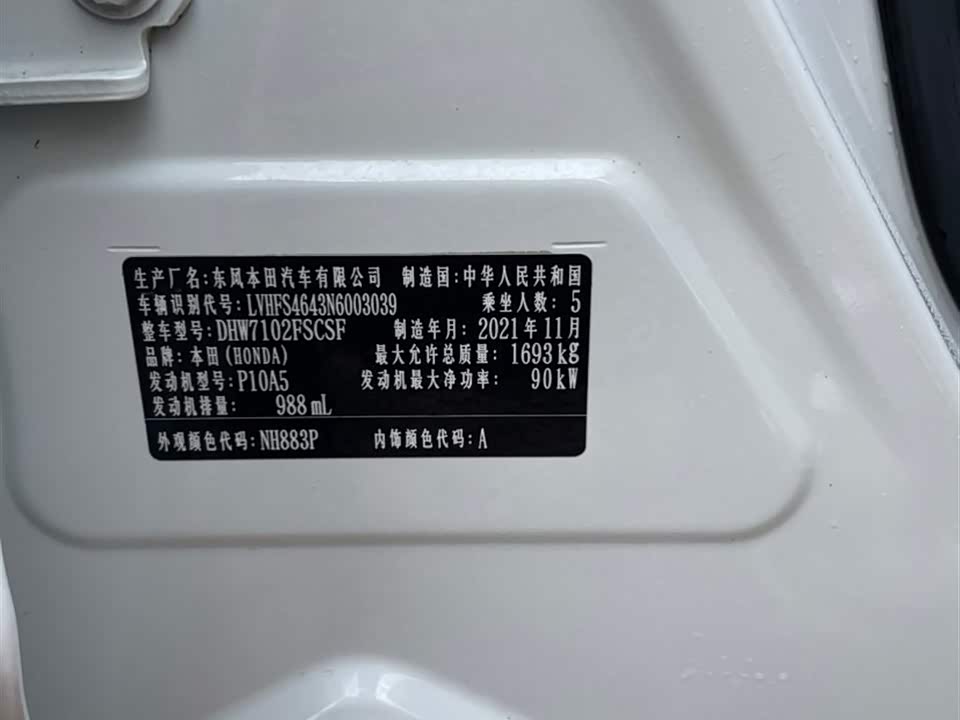 生产厂名:东风本田汽车有限公司 制造国:中华人民共和国
车辆识别代号:LVHFS4643N6003039 乘坐人数:5
整车型号:DHW7102FSCSF 制造年月:2021年11月
品牌:本田(HONDA) 最大允许总质量:1693kg
发动机型号:P10A5 发动机最大净功率:90kW
发动机排量:988mL
外观颜色代码:NH883P 内饰颜色代码:A